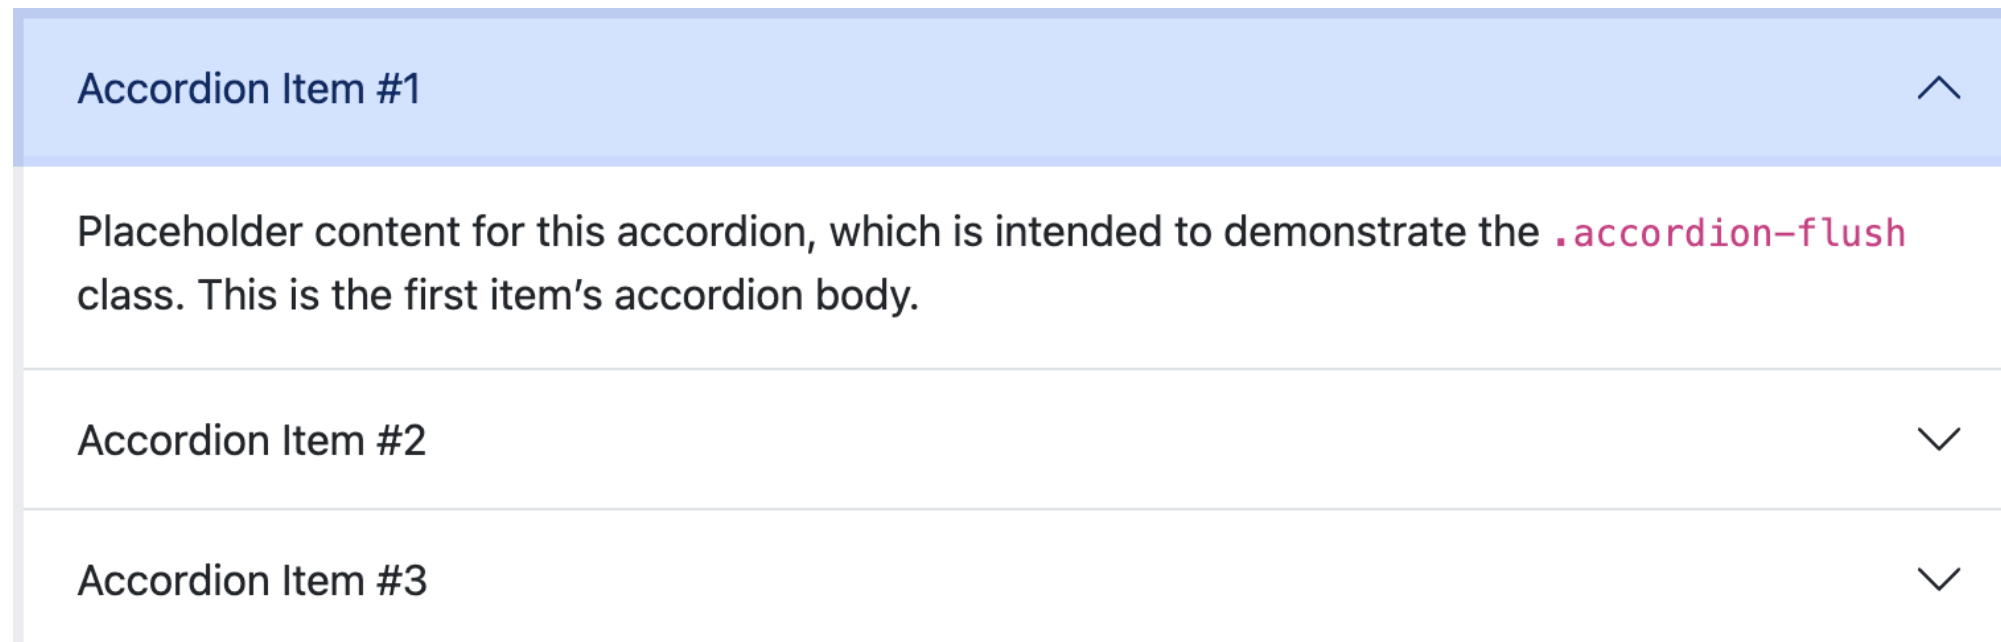 Accordion Item #1
Placeholder content for this accordion, which is intended to demonstrate the .accordion-flush
class. This is the first item’s accordion body.
Accordion Item #2
Accordion Item #3